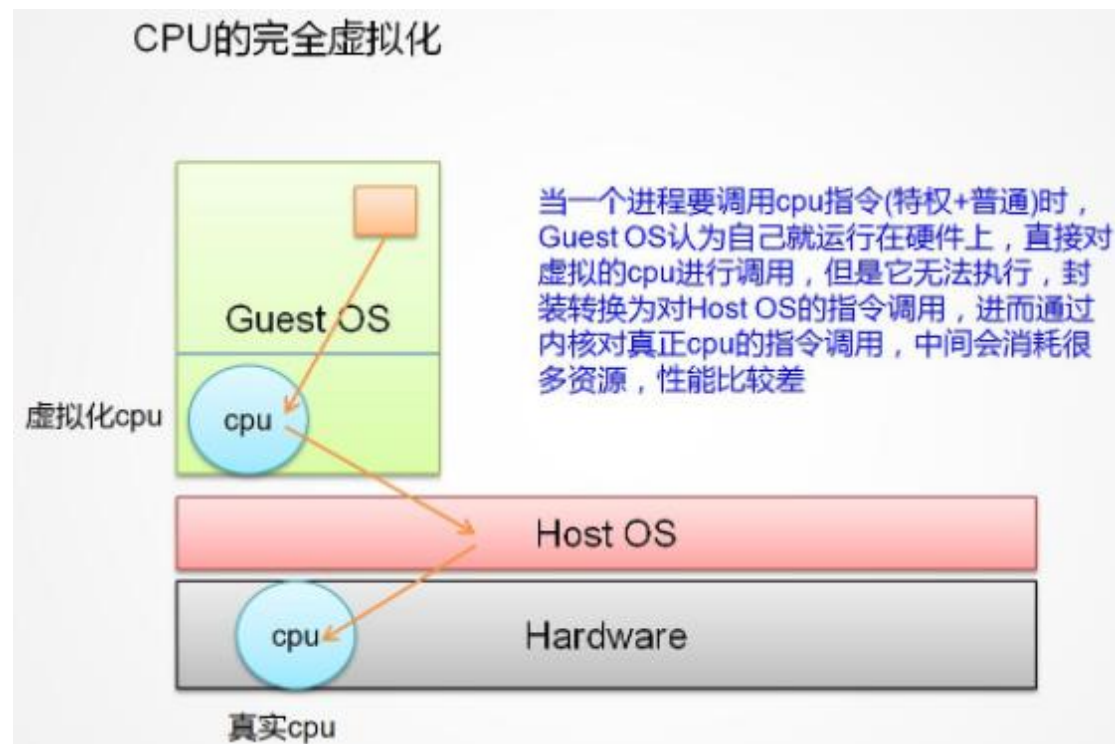 CPU的完全虚拟化
当一个进程要调用cpu指令(特权+普通)时，
Guest OS认为自己就运行在硬件上，直接对
虚拟的cpu进行调用，但是它无法执行，封
装转换为对Host OS的指令调用，进而通过
内核对真正cpu的指令调用，中间会消耗很
多资源，性能比较差
Guest OS
虚拟化cpu
cpu
Host OS
cpu
Hardware
真实cpu